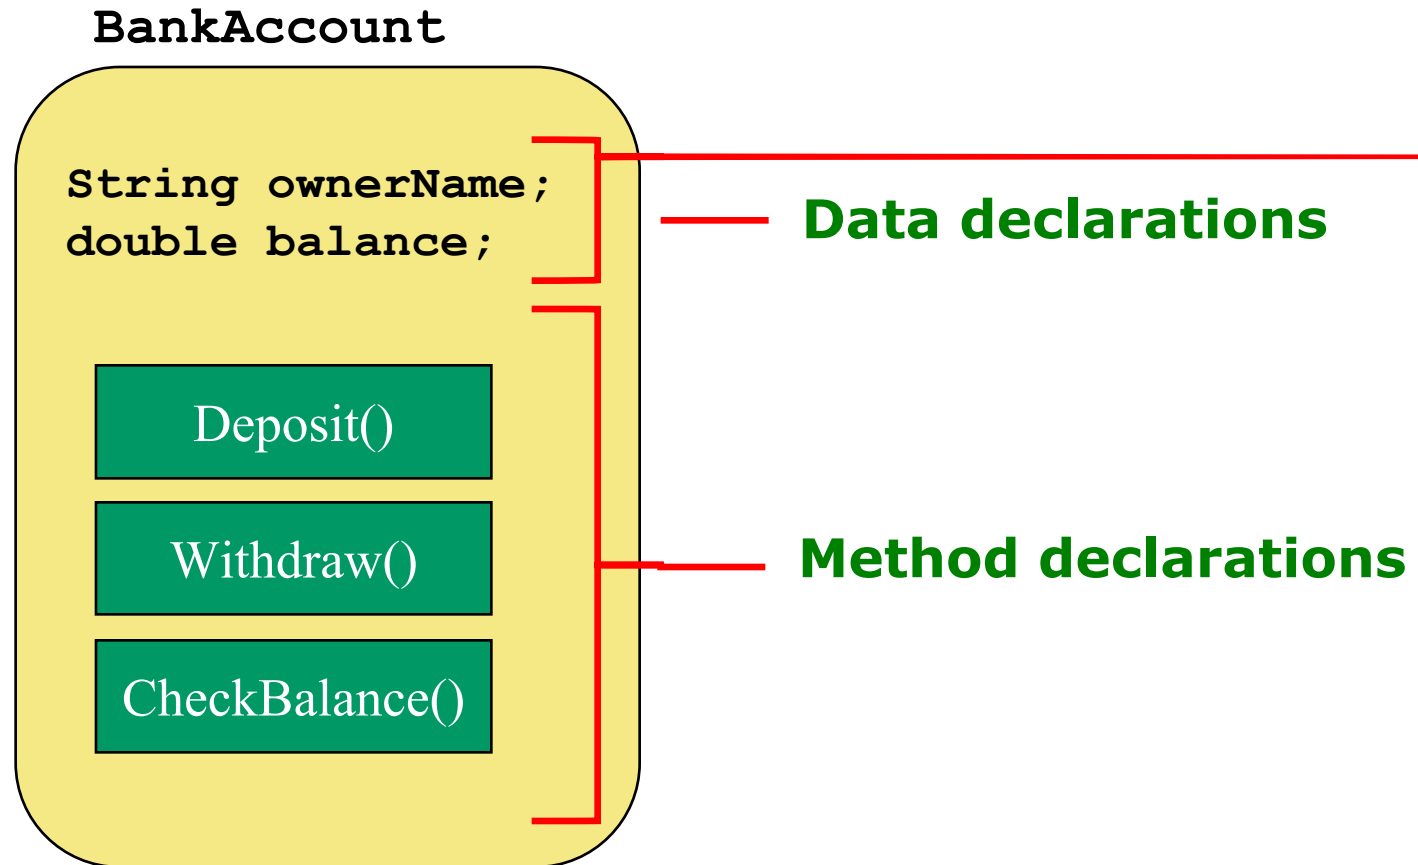 BankAccount
String ownerName;
double balance;
Data declarations
Deposit()
Withdraw()
Method declarations
CheckBalance()